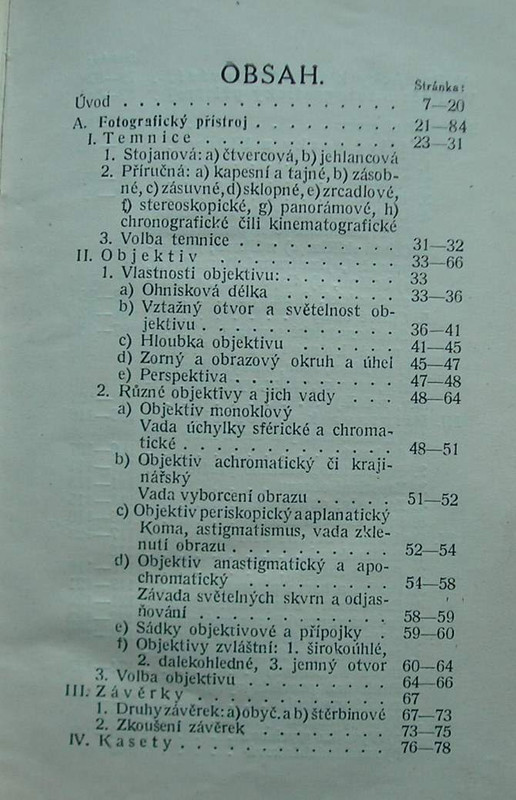 OBSAH.
Stránka:
Úvod . . . . . . . . . . . . . . . . 7—20
A. Fotografický přístroj . . . . . . . . 21—84
I. Temnice . . . . . . . . . . . 23—31
1. Stojanová: a) čtvercová, b) jehlancová
2. Příručná: a) kapesní a tajné, b) zásob-
né, c) zásuvné, d) sklopné, e) zrcadlové,
f) stereoskopické, g) panorámové, h)
chronografické čili kinematografické
3. Volba temnice . . . . . . . . . 31—32
II. Objektiv . . . . . . . . . . 33—66
1. Vlastnosti objektivu: . . . . . . . 33
a) Ohnisková délka . . . . . . . 33—36
b) Vztažný otvor a světelnost ob-
jektivu . . . . . . . . . . . 36—41
c) Hloubka objektivu . . . . . . 41—45
d) Zorný a obrazový okruh a úhel 45—47
e) Perspektiva . . . . . . . . . 47—48
2. Různé objektivy a jich vady . . . 48—64
a) Objektiv monoklový
Vada úchylky sférické a chroma-
tické . . . . . . . . . . . . 48—51
b) Objektiv achromatický či kraji-
nářský
Vada vyborcení obrazu . . . . . 51—52
c) Objektiv periskopický a aplanatický
Koma, astigmatismus, vada zkle-
nutí obrazu . . . . . . . . . 52—54
d) Objektiv anastigmatický a apo-
chromatický . . . . . . . . . 54—58
Závada světelných skvrn a odjas-
ňování . . . . . . . . . . . 58—59
e) Sádky objektivové a přípojky . 59—60
f) Objektivy zvláštní: 1. širokoúhlé,
2. dalekohledné, 3. jemný otvor 60—64
3. Volba objektivu . . . . . . . . . 64—66
III. Závěrky . . . . . . . . . . . 67
1. Druhy závěrek: a) obyč. a b) štěrbinové 67—73
2. Zkoušení závěrek . . . . . . . . 73—75
IV. Kasety . . . . . . . . . . . . 76—78